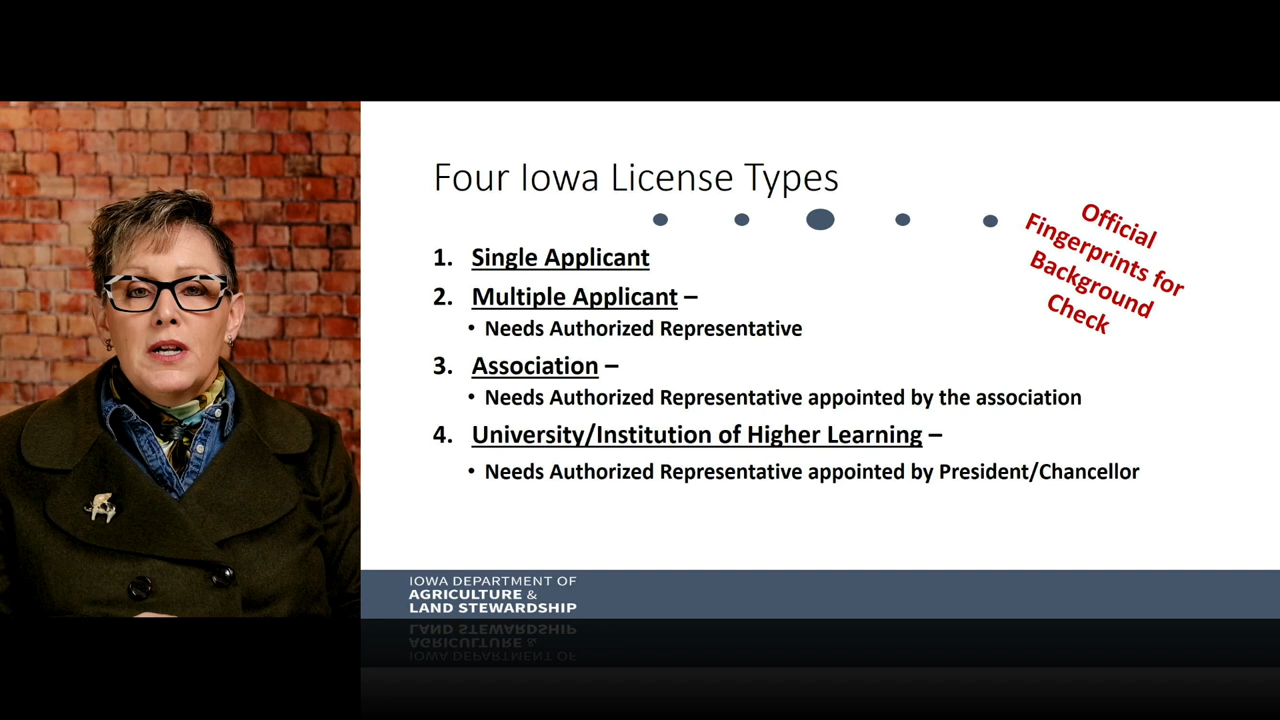 Four Iowa License Types
Official
Fingerprints for
Background
Check
1. Single Applicant
2. Multiple Applicant –
• Needs Authorized Representative
3. Association –
• Needs Authorized Representative appointed by the association
4. University/Institution of Higher Learning –
• Needs Authorized Representative appointed by President/Chancellor
IOWA DEPARTMENT OF
AGRICULTURE &
LAND STEWARDSHIP